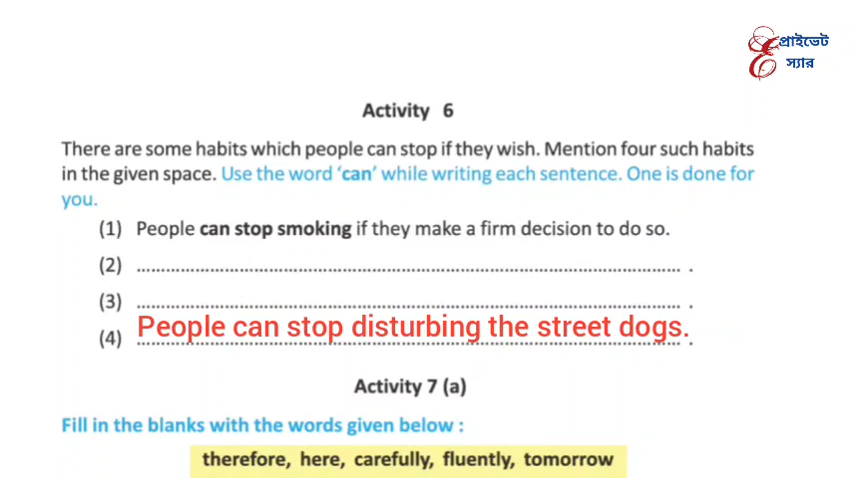 প্রাইভেট
স্যার
Activity 6
There are some habits which people can stop if they wish. Mention four such habits
in the given space. Use the word ‘can’ while writing each sentence. One is done for
you.
(1) People can stop smoking if they make a firm decision to do so.
(2) ........................................................................................................ .
(3) ........................................................................................................ .
(4) People can stop disturbing the street dogs. .
Activity 7 (a)
Fill in the blanks with the words given below :
therefore, here, carefully, fluently, tomorrow